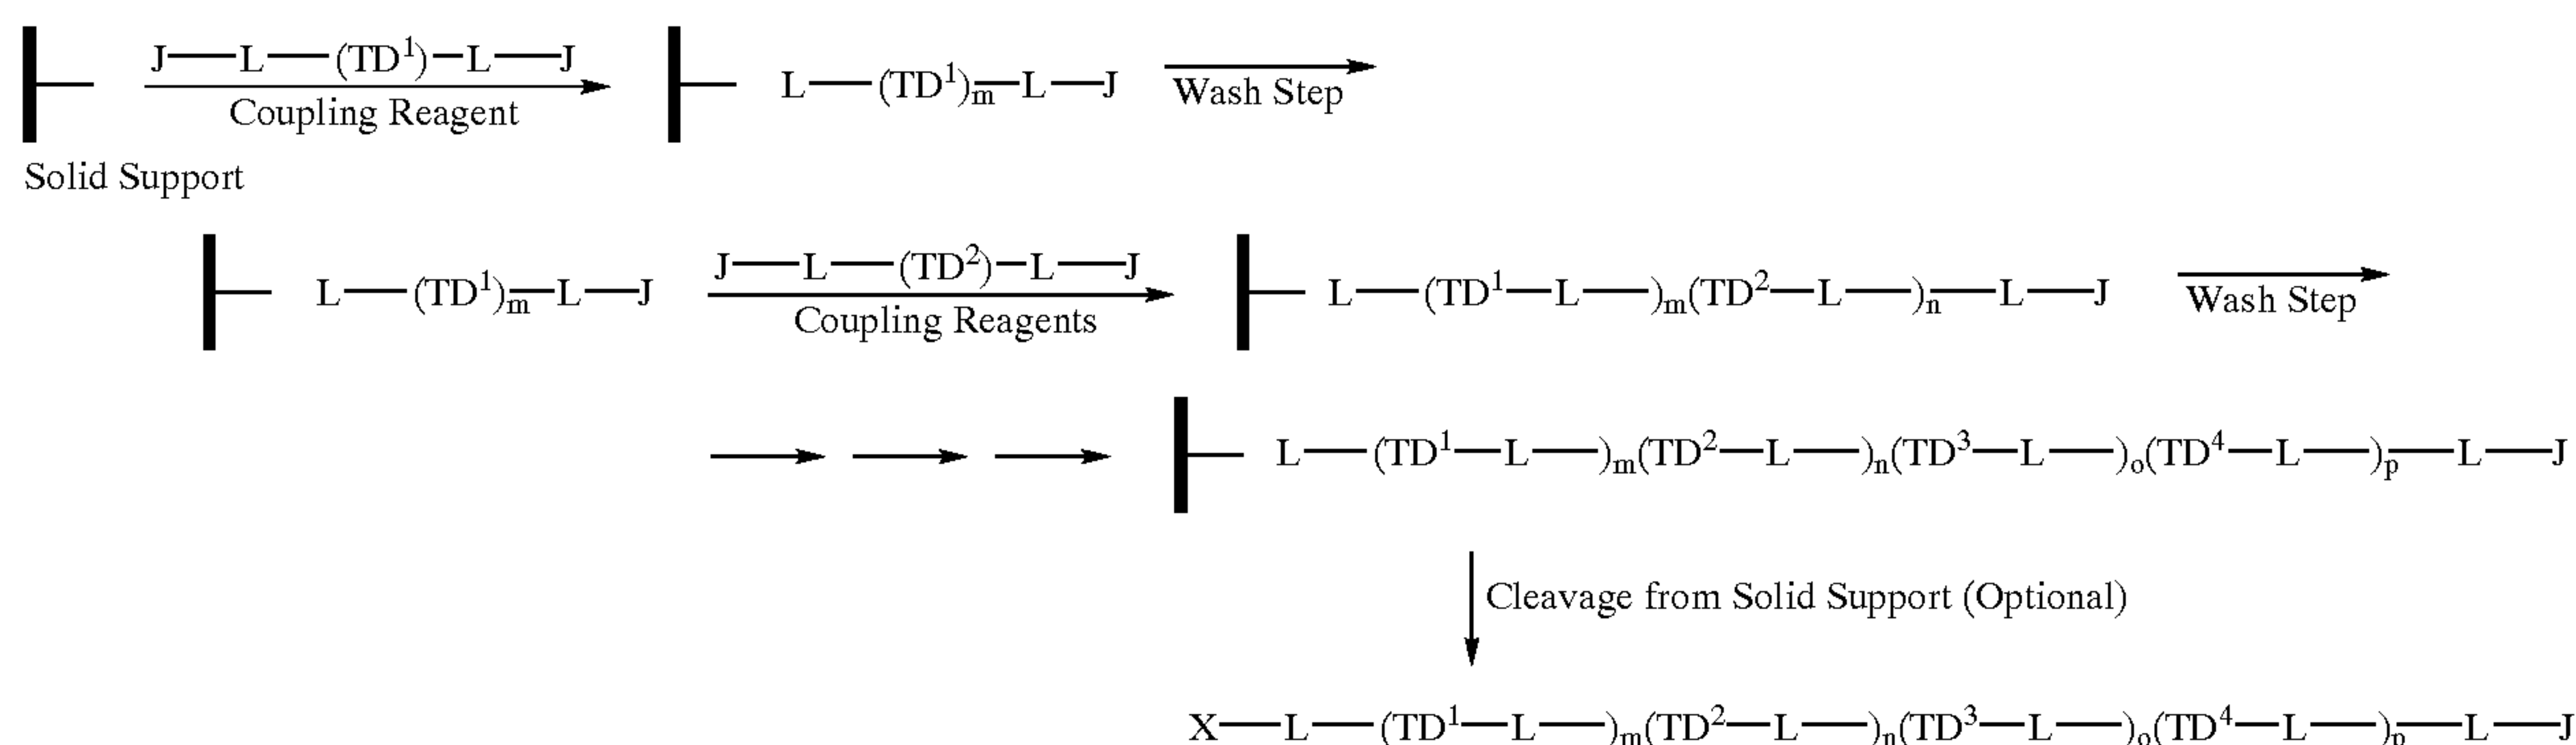 J—L—(TD¹)—L—J
Coupling Reagent
L—(TD¹)ₘ—L—J
Wash Step
Solid Support
L—(TD¹)ₘ—L—J
J—L—(TD²)—L—J
Coupling Reagents
L—(TD¹—L—)ₘ(TD²—L—)ₙ—L—J
Wash Step
L—(TD¹—L—)ₘ(TD²—L—)ₙ(TD³—L—)ₒ(TD⁴—L—)ₚ—L—J
Cleavage from Solid Support (Optional)
X—L—(TD¹—L—)ₘ(TD²—L—)ₙ(TD³—L—)ₒ(TD⁴—L—)ₚ—L—J